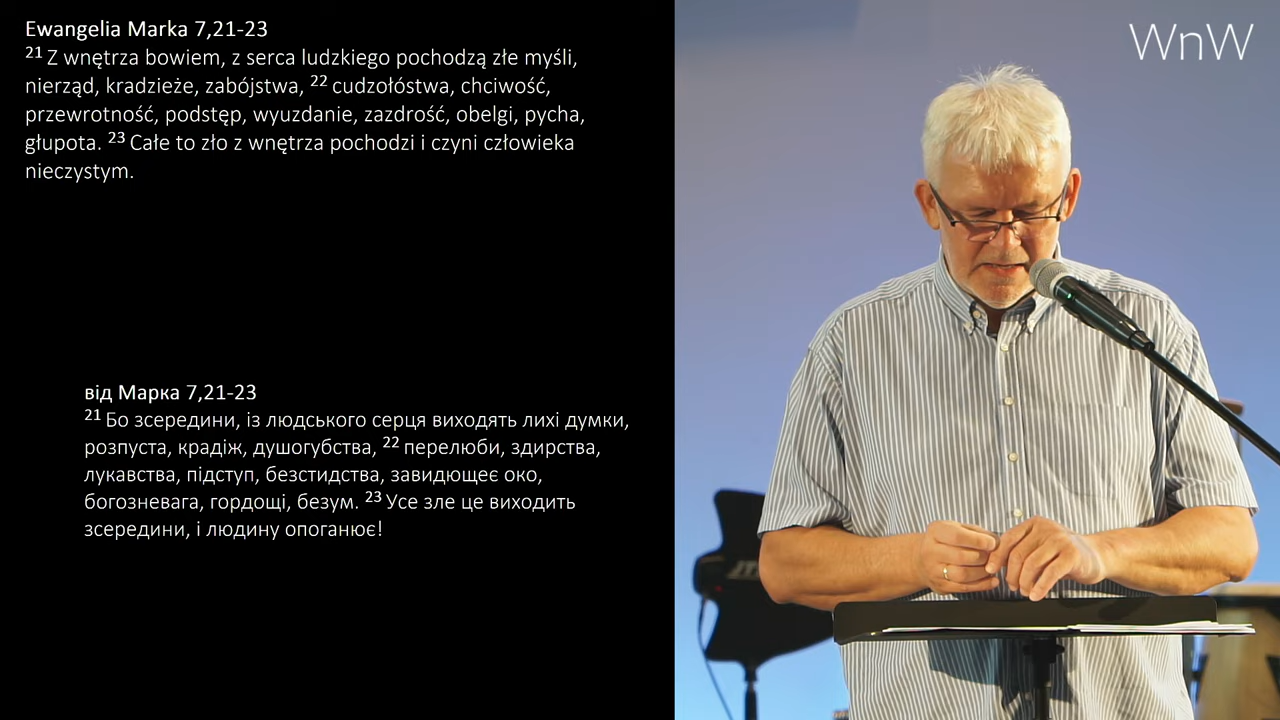 Ewangelia Marka 7,21-23
21 Z wnętrza bowiem, z serca ludzkiego pochodzą złe myśli,
nierząd, kradzieże, zabójstwa, 22 cudzołóstwa, chciwość,
przewrotność, podstęp, wyuzdanie, zazdrość, obelgi, pycha,
głupota. 23 Całe to zło z wnętrza pochodzi i czyni człowieka
nieczystym.
від Марка 7,21-23
21 Бо зсередини, із людського серця виходять лихі думки,
розпуста, крадіж, душогубства, 22 перелюби, здирства,
лукавства, підступ, безстидства, завидющеє око,
богозневага, гордощі, безум. 23 Усе зле це виходить
зсередини, і людину опоганює!
WnW